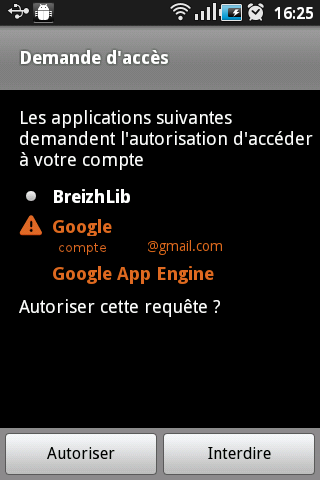 16:25
Demande d'accès
Les applications suivantes
demandent l'autorisation d'accéder
à votre compte
BreizhLib
Google
compte @gmail.com
Google App Engine
Autoriser cette requête ?
Autoriser Interdire